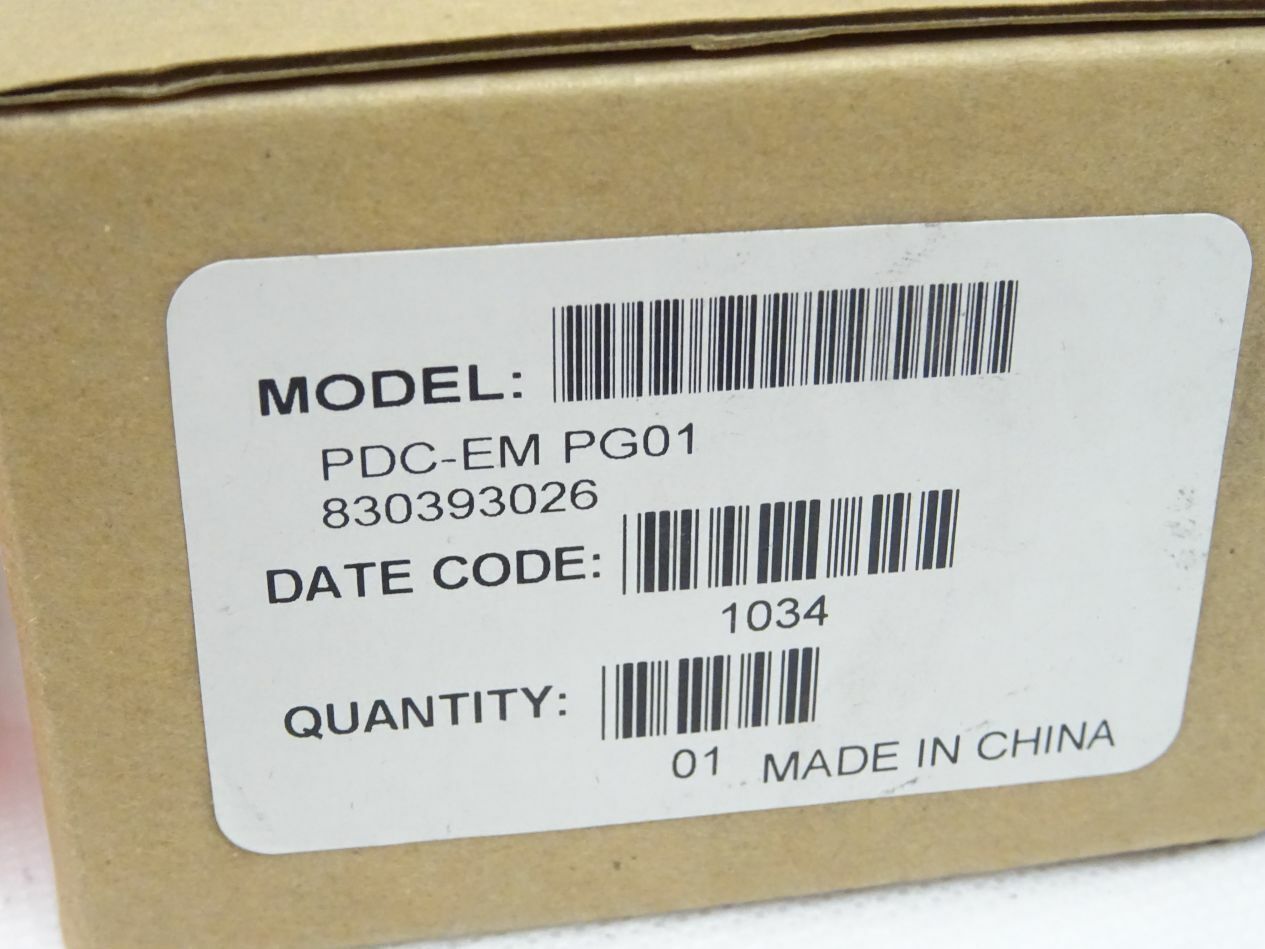 MODEL:
PDC-EM PG01
830393026
DATE CODE:
1034
QUANTITY:
01 MADE IN CHINA